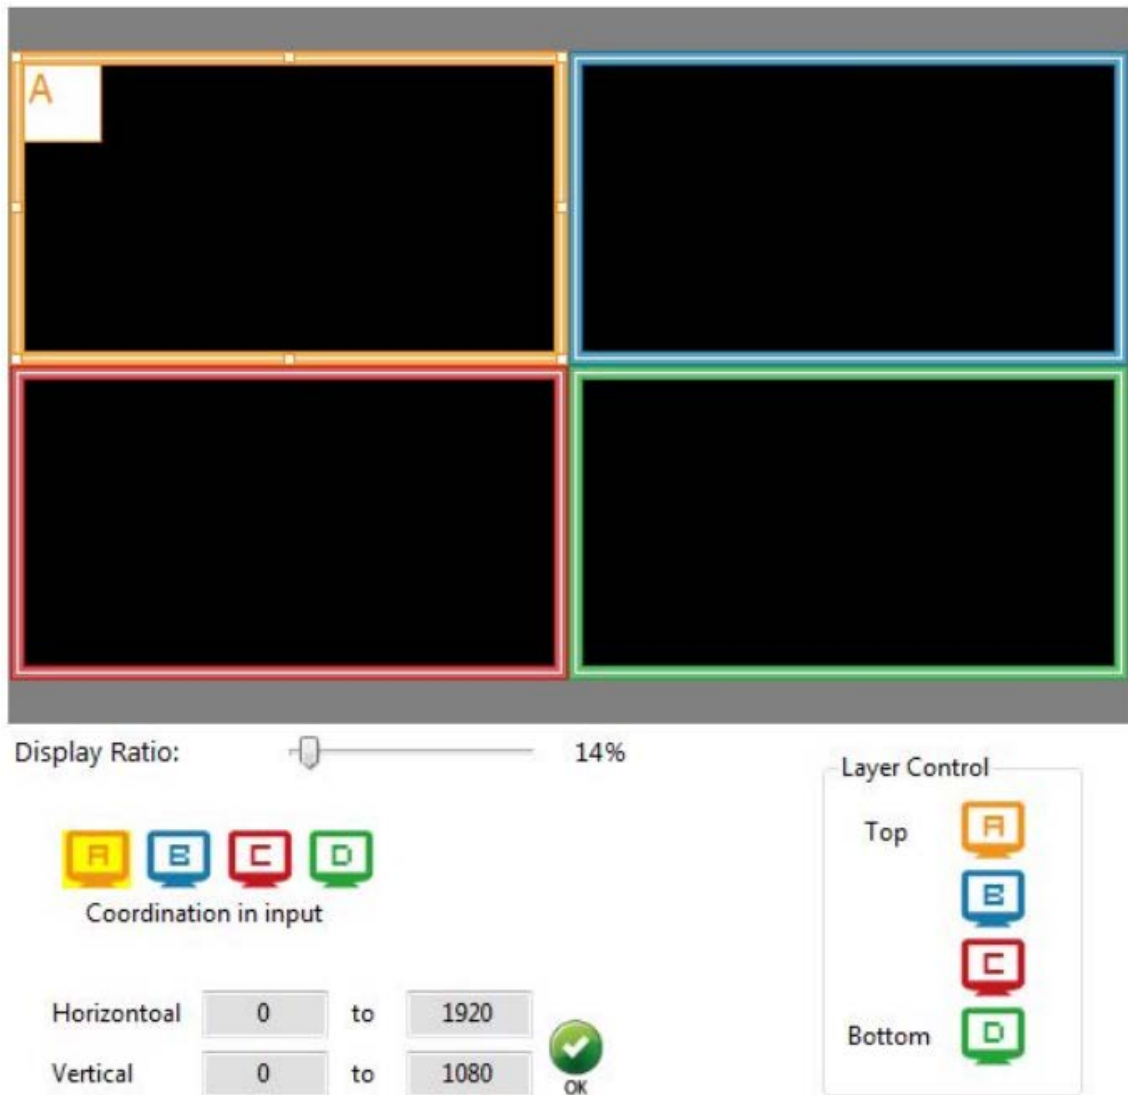 A
Display Ratio: 14%
Layer Control
Top A
A B C D
B
Coordination in input
C
Horizontoal 0 to 1920
Bottom D
Vertical 0 to 1080
OK